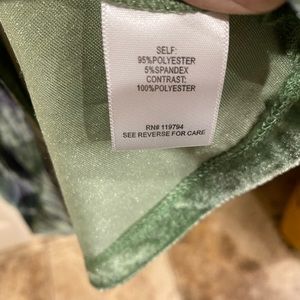 SELF:
95%POLYESTER
5%SPANDEX
CONTRAST:
100%POLYESTER
RN# 119794
SEE REVERSE FOR CARE